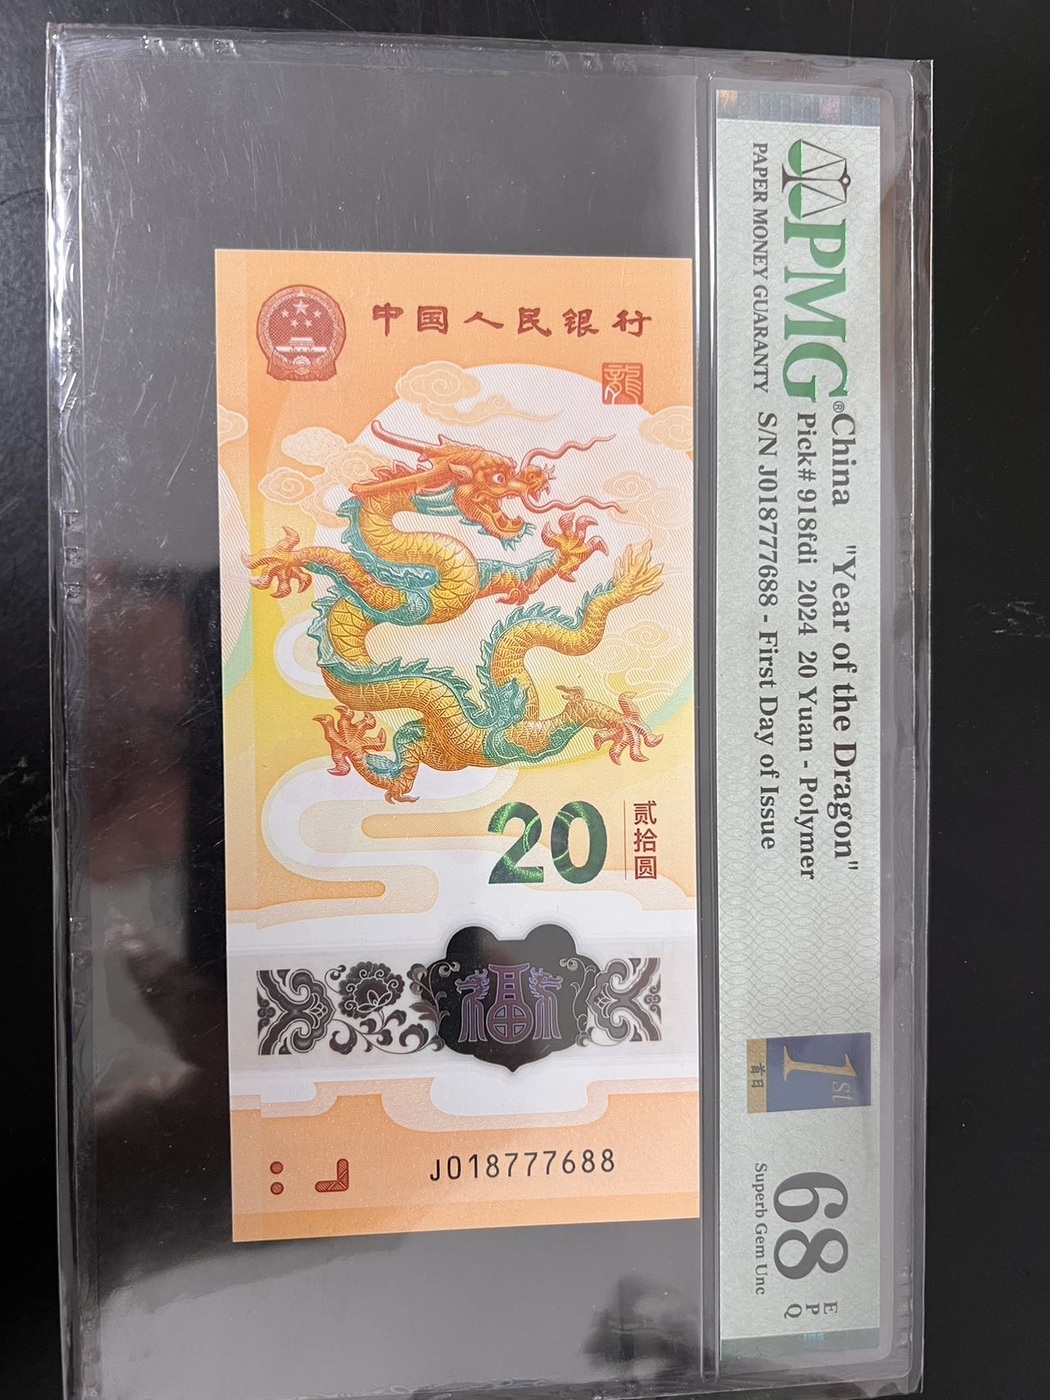 中国人民银行
龍
20
贰拾圆
福
J018777688
PMG®
PAPER MONEY GUARANTY
China "Year of the Dragon"
Pick# 918fdi 2024 20 Yuan - Polymer
S/N J018777688 - First Day of Issue
1st
首日
68 EPQ
Superb Gem Unc